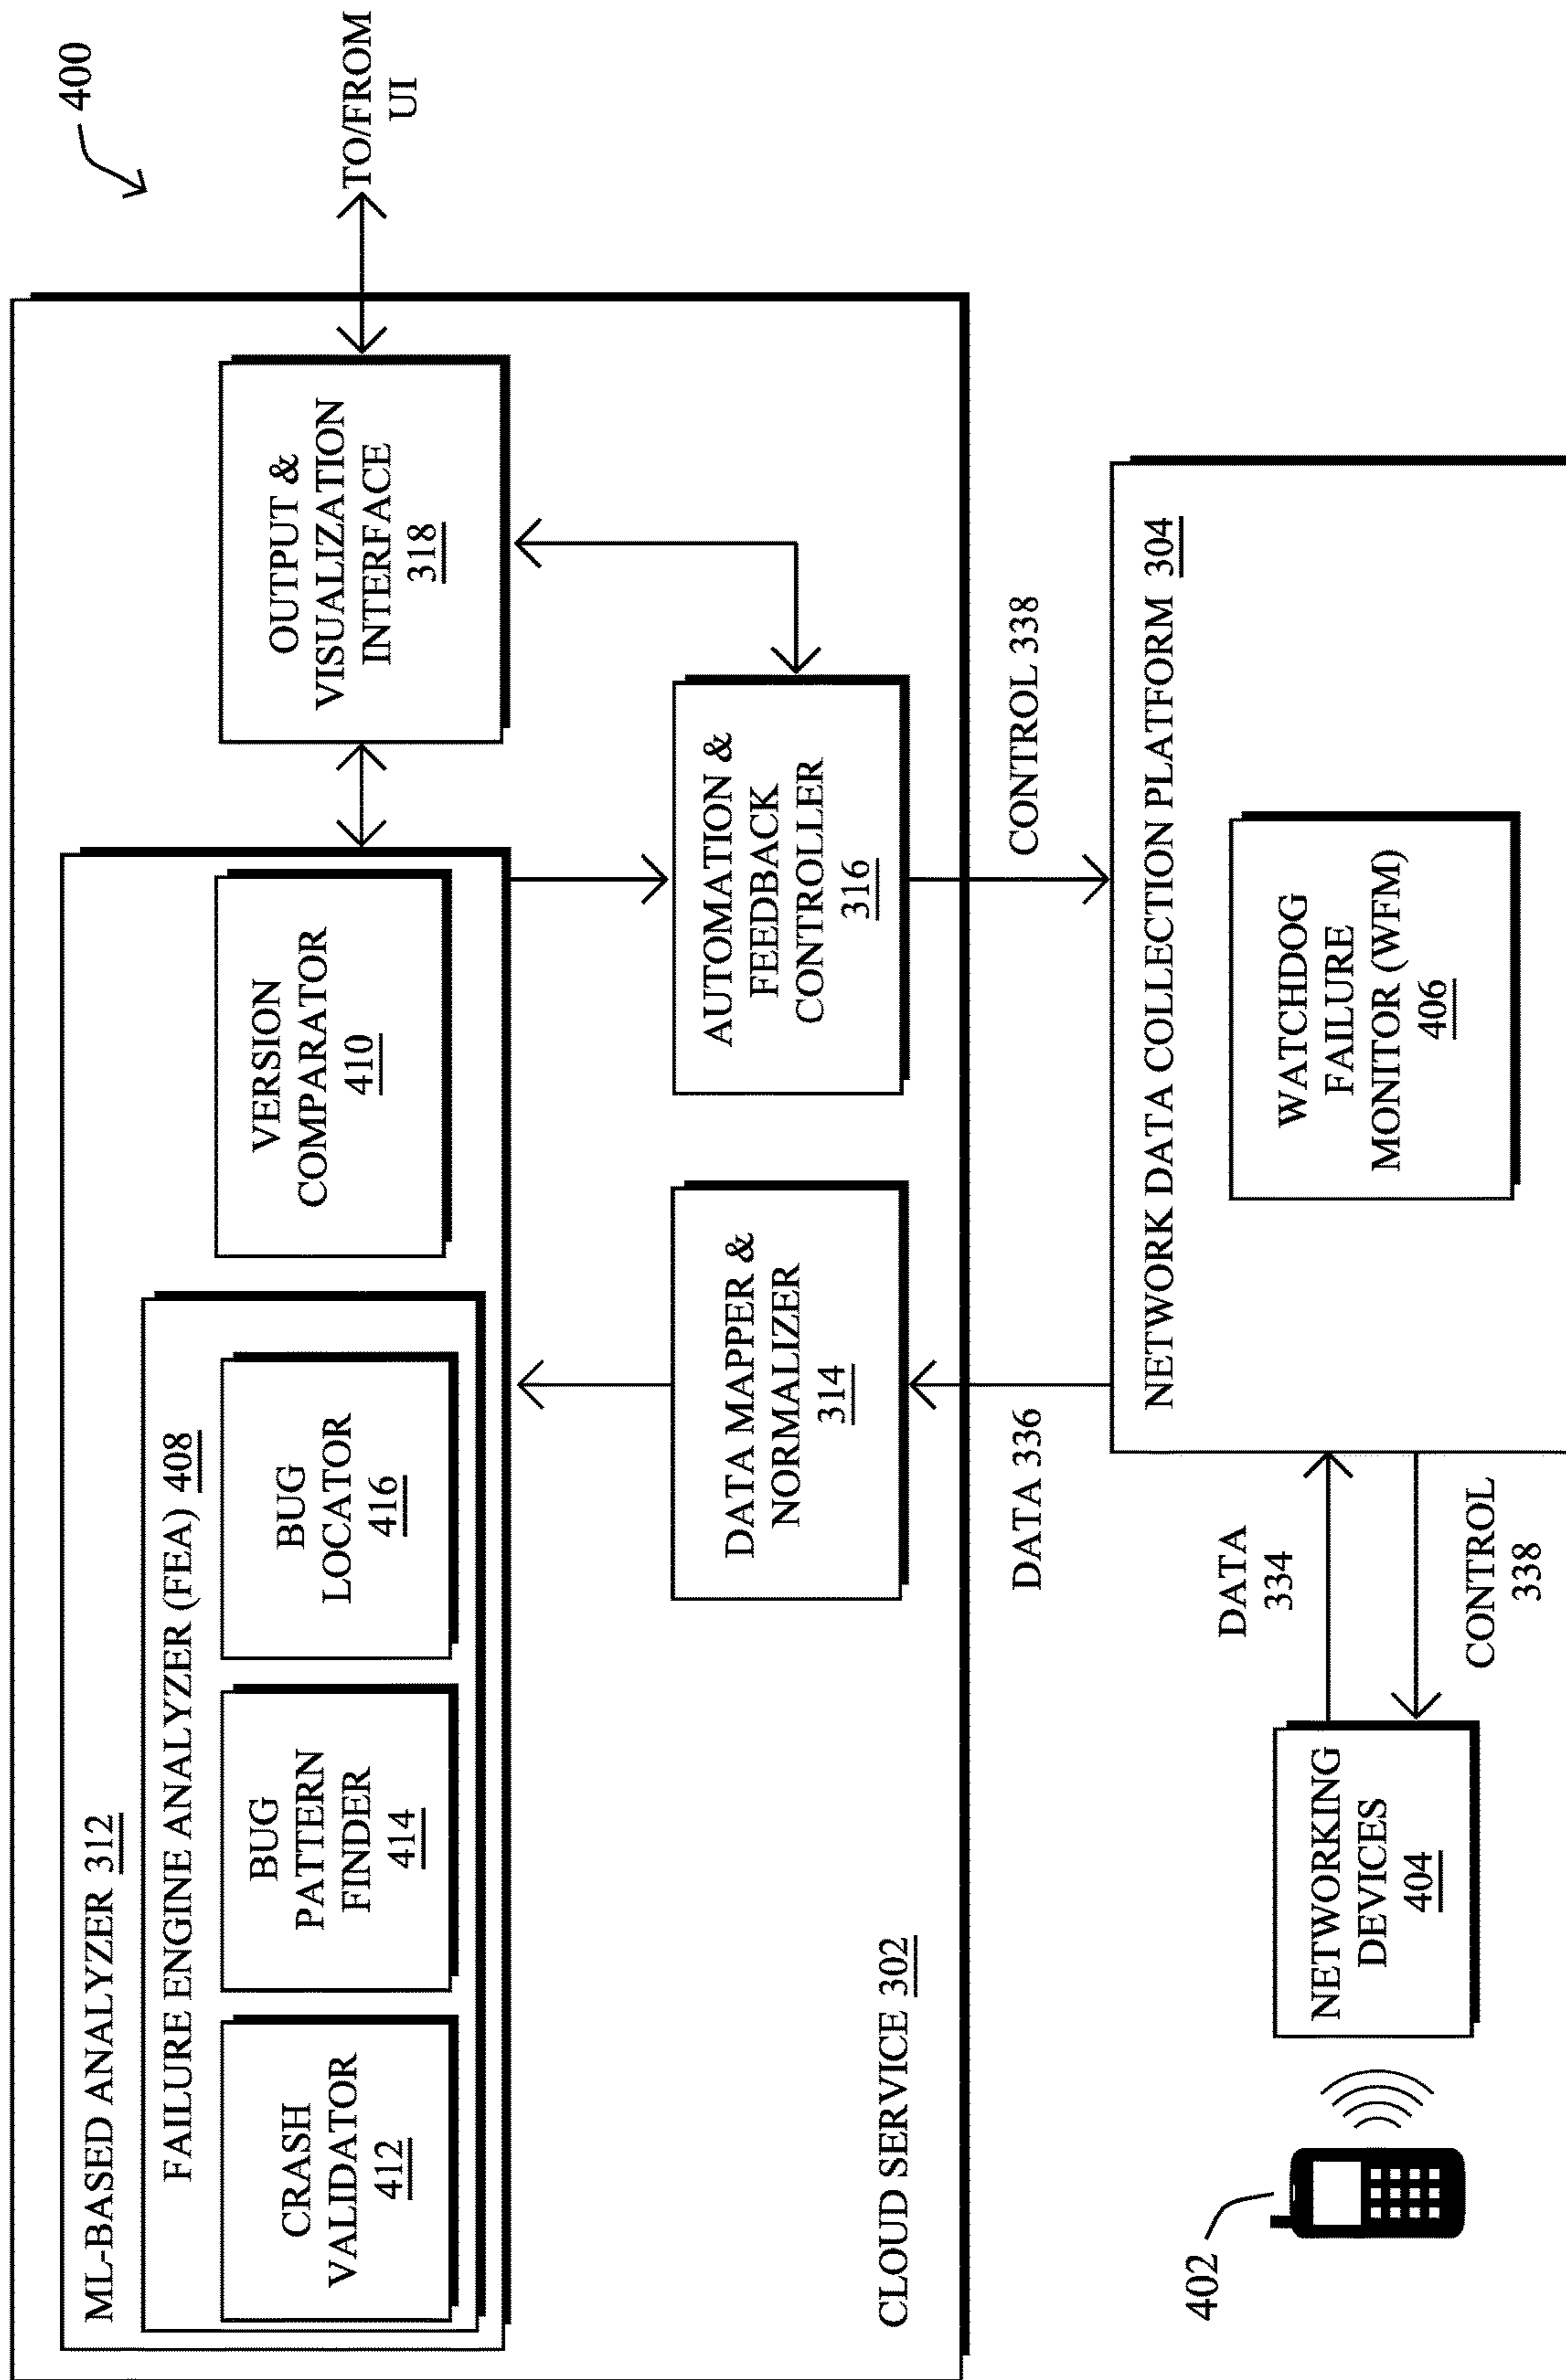 400
TO/FROM
UI
ML-BASED ANALYZER 312
FAILURE ENGINE ANALYZER (FEA) 408
CRASH
VALIDATOR
412
BUG
PATTERN
FINDER
414
BUG
LOCATOR
416
VERSION
COMPARATOR
410
OUTPUT &
VISUALIZATION
INTERFACE
318
DATA MAPPER &
NORMALIZER
314
AUTOMATION &
FEEDBACK
CONTROLLER
316
CLOUD SERVICE 302
DATA 336
CONTROL 338
NETWORK DATA COLLECTION PLATFORM 304
WATCHDOG
FAILURE
MONITOR (WFM)
406
DATA
334
CONTROL
338
NETWORKING
DEVICES
404
402